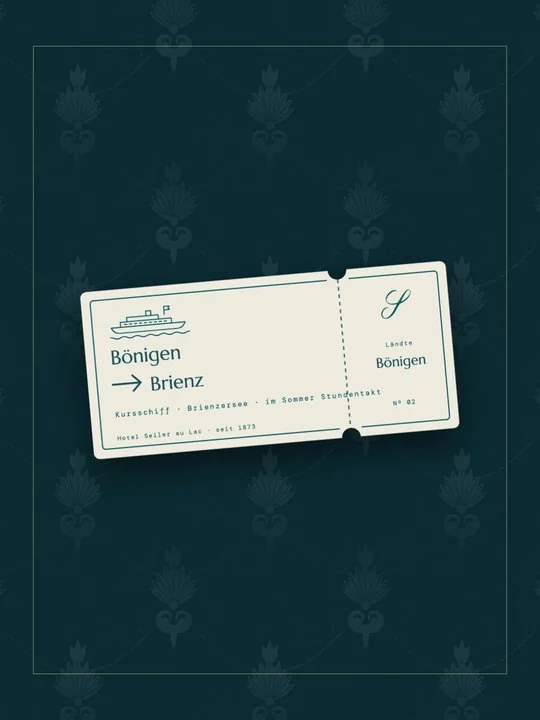 Bönigen
→ Brienz
Kursschiff · Brienzersee · im Sommer Stundentakt
Hotel Seiler au Lac · seit 1873
S
Ländte
Bönigen
Nº 02